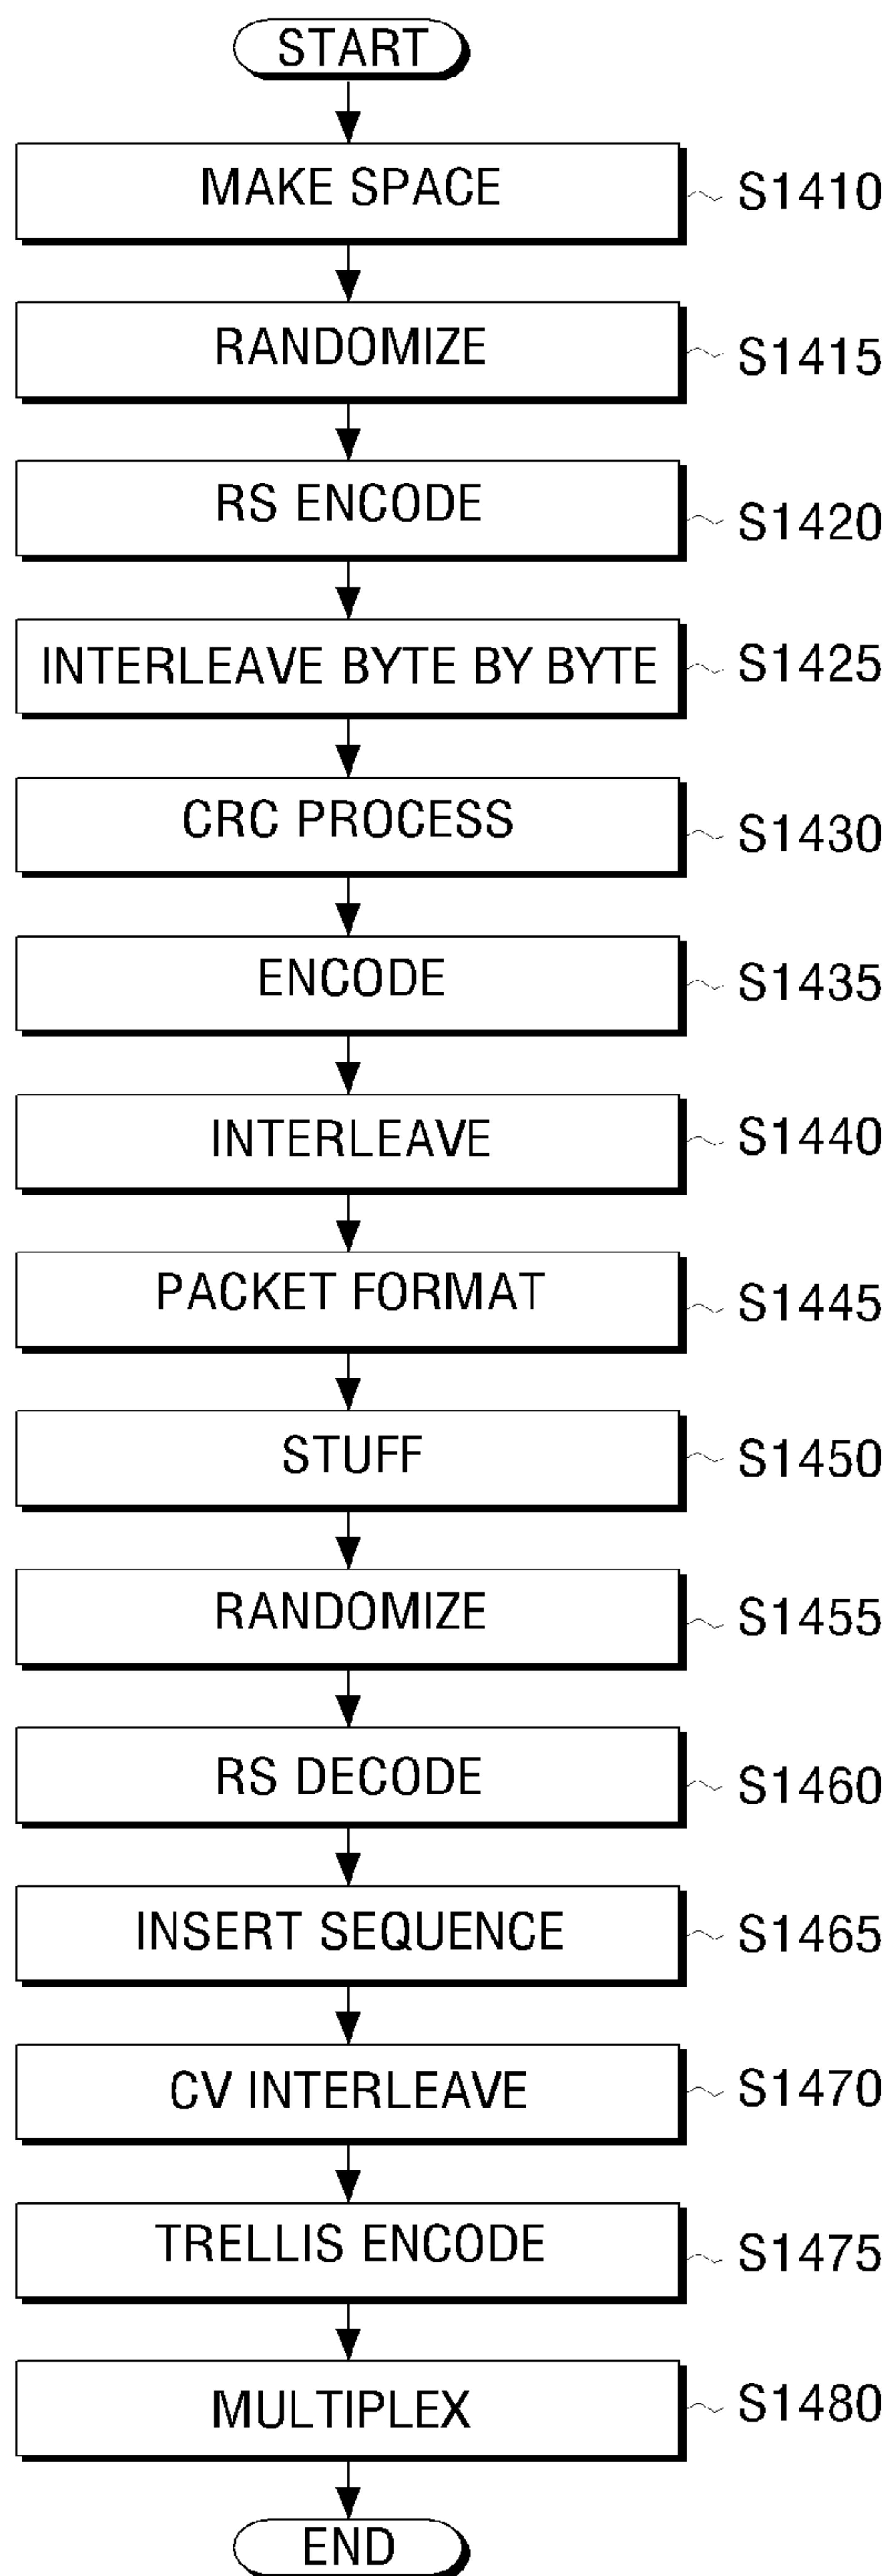 START
MAKE SPACE S1410
RANDOMIZE S1415
RS ENCODE S1420
INTERLEAVE BYTE BY BYTE S1425
CRC PROCESS S1430
ENCODE S1435
INTERLEAVE S1440
PACKET FORMAT S1445
STUFF S1450
RANDOMIZE S1455
RS DECODE S1460
INSERT SEQUENCE S1465
CV INTERLEAVE S1470
TRELLIS ENCODE S1475
MULTIPLEX S1480
END